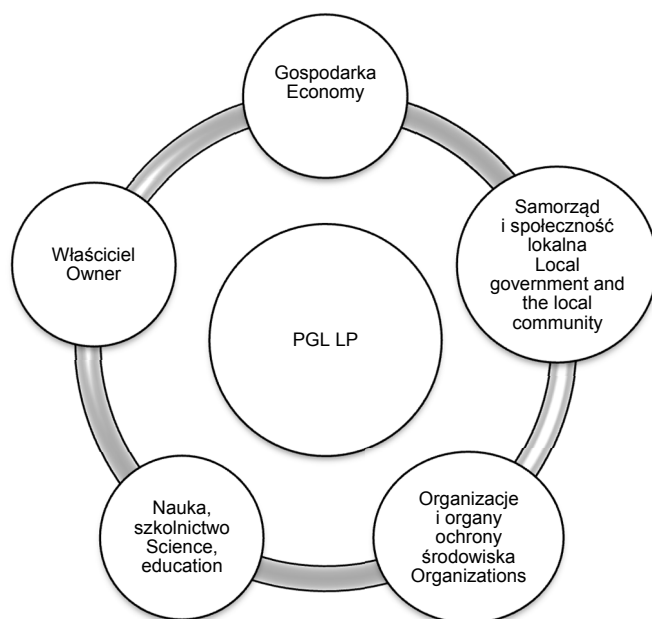 Gospodarka
Economy
Samorząd
i społeczność
lokalna
Local
government and
the local
community
Właściciel
Owner
PGL LP
Nauka,
szkolnictwo
Science,
education
Organizacje
i organy
ochrony
środowiska
Organizations